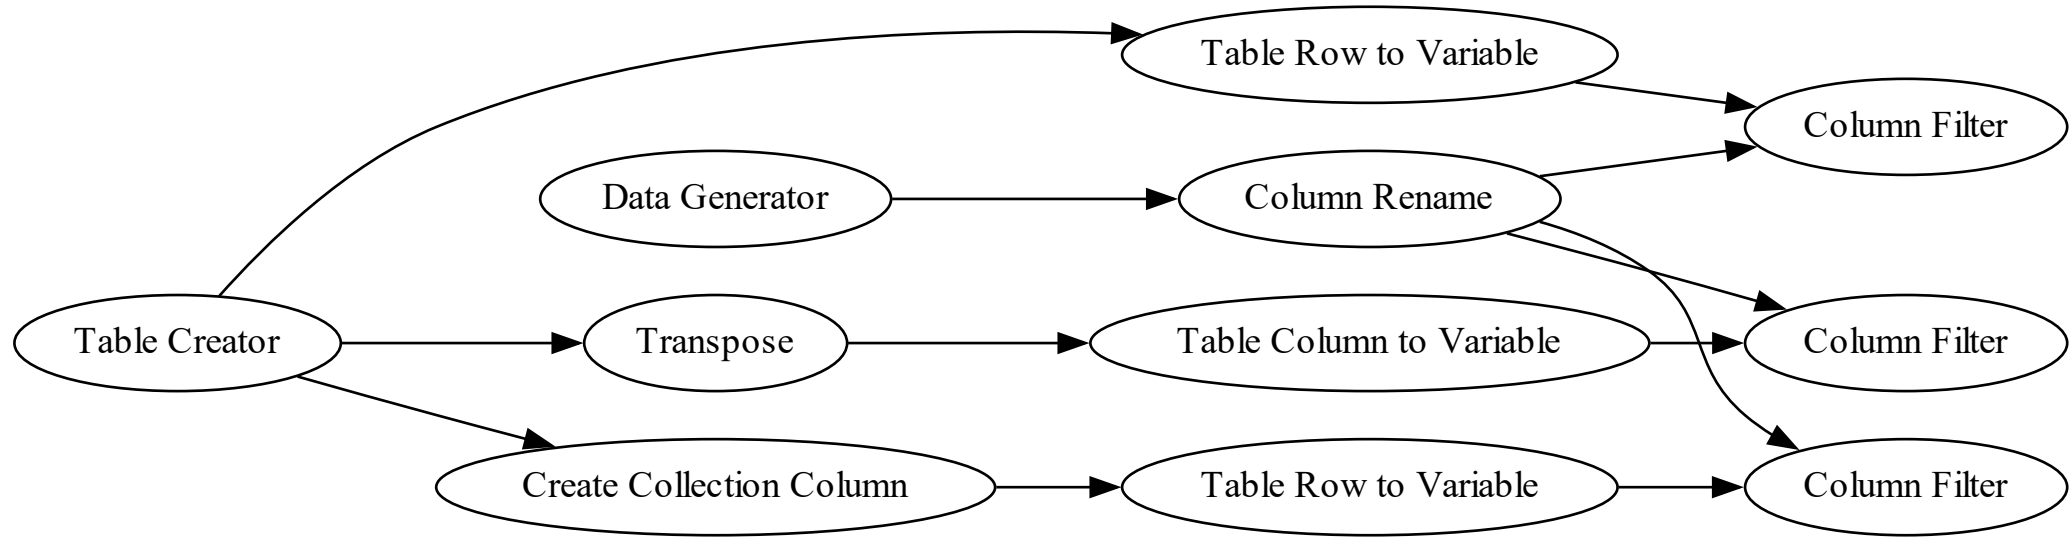 Table Row to Variable
Column Filter
Data Generator
Column Rename
Table Creator
Transpose
Table Column to Variable
Column Filter
Create Collection Column
Table Row to Variable
Column Filter